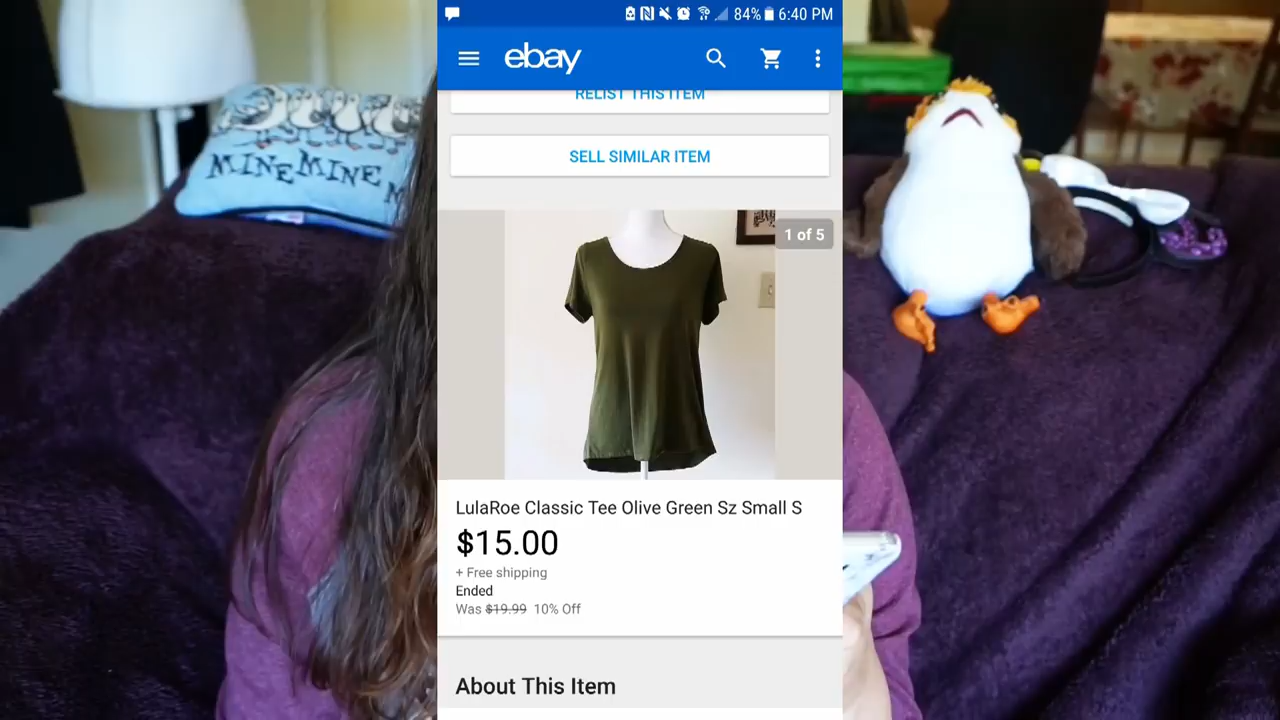 84% 6:40 PM
ebay
RELIST THIS ITEM
SELL SIMILAR ITEM
MINE MINE M
1 of 5
LulaRoe Classic Tee Olive Green Sz Small S
$15.00
+ Free shipping
Ended
Was $19.99 10% Off
About This Item